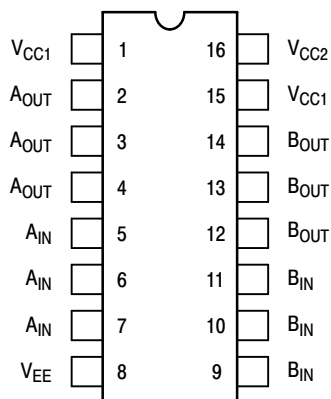 VCC1 1 16 VCC2
AOUT 2 15 VCC1
AOUT 3 14 BOUT
AOUT 4 13 BOUT
AIN 5 12 BOUT
AIN 6 11 BIN
AIN 7 10 BIN
VEE 8 9 BIN